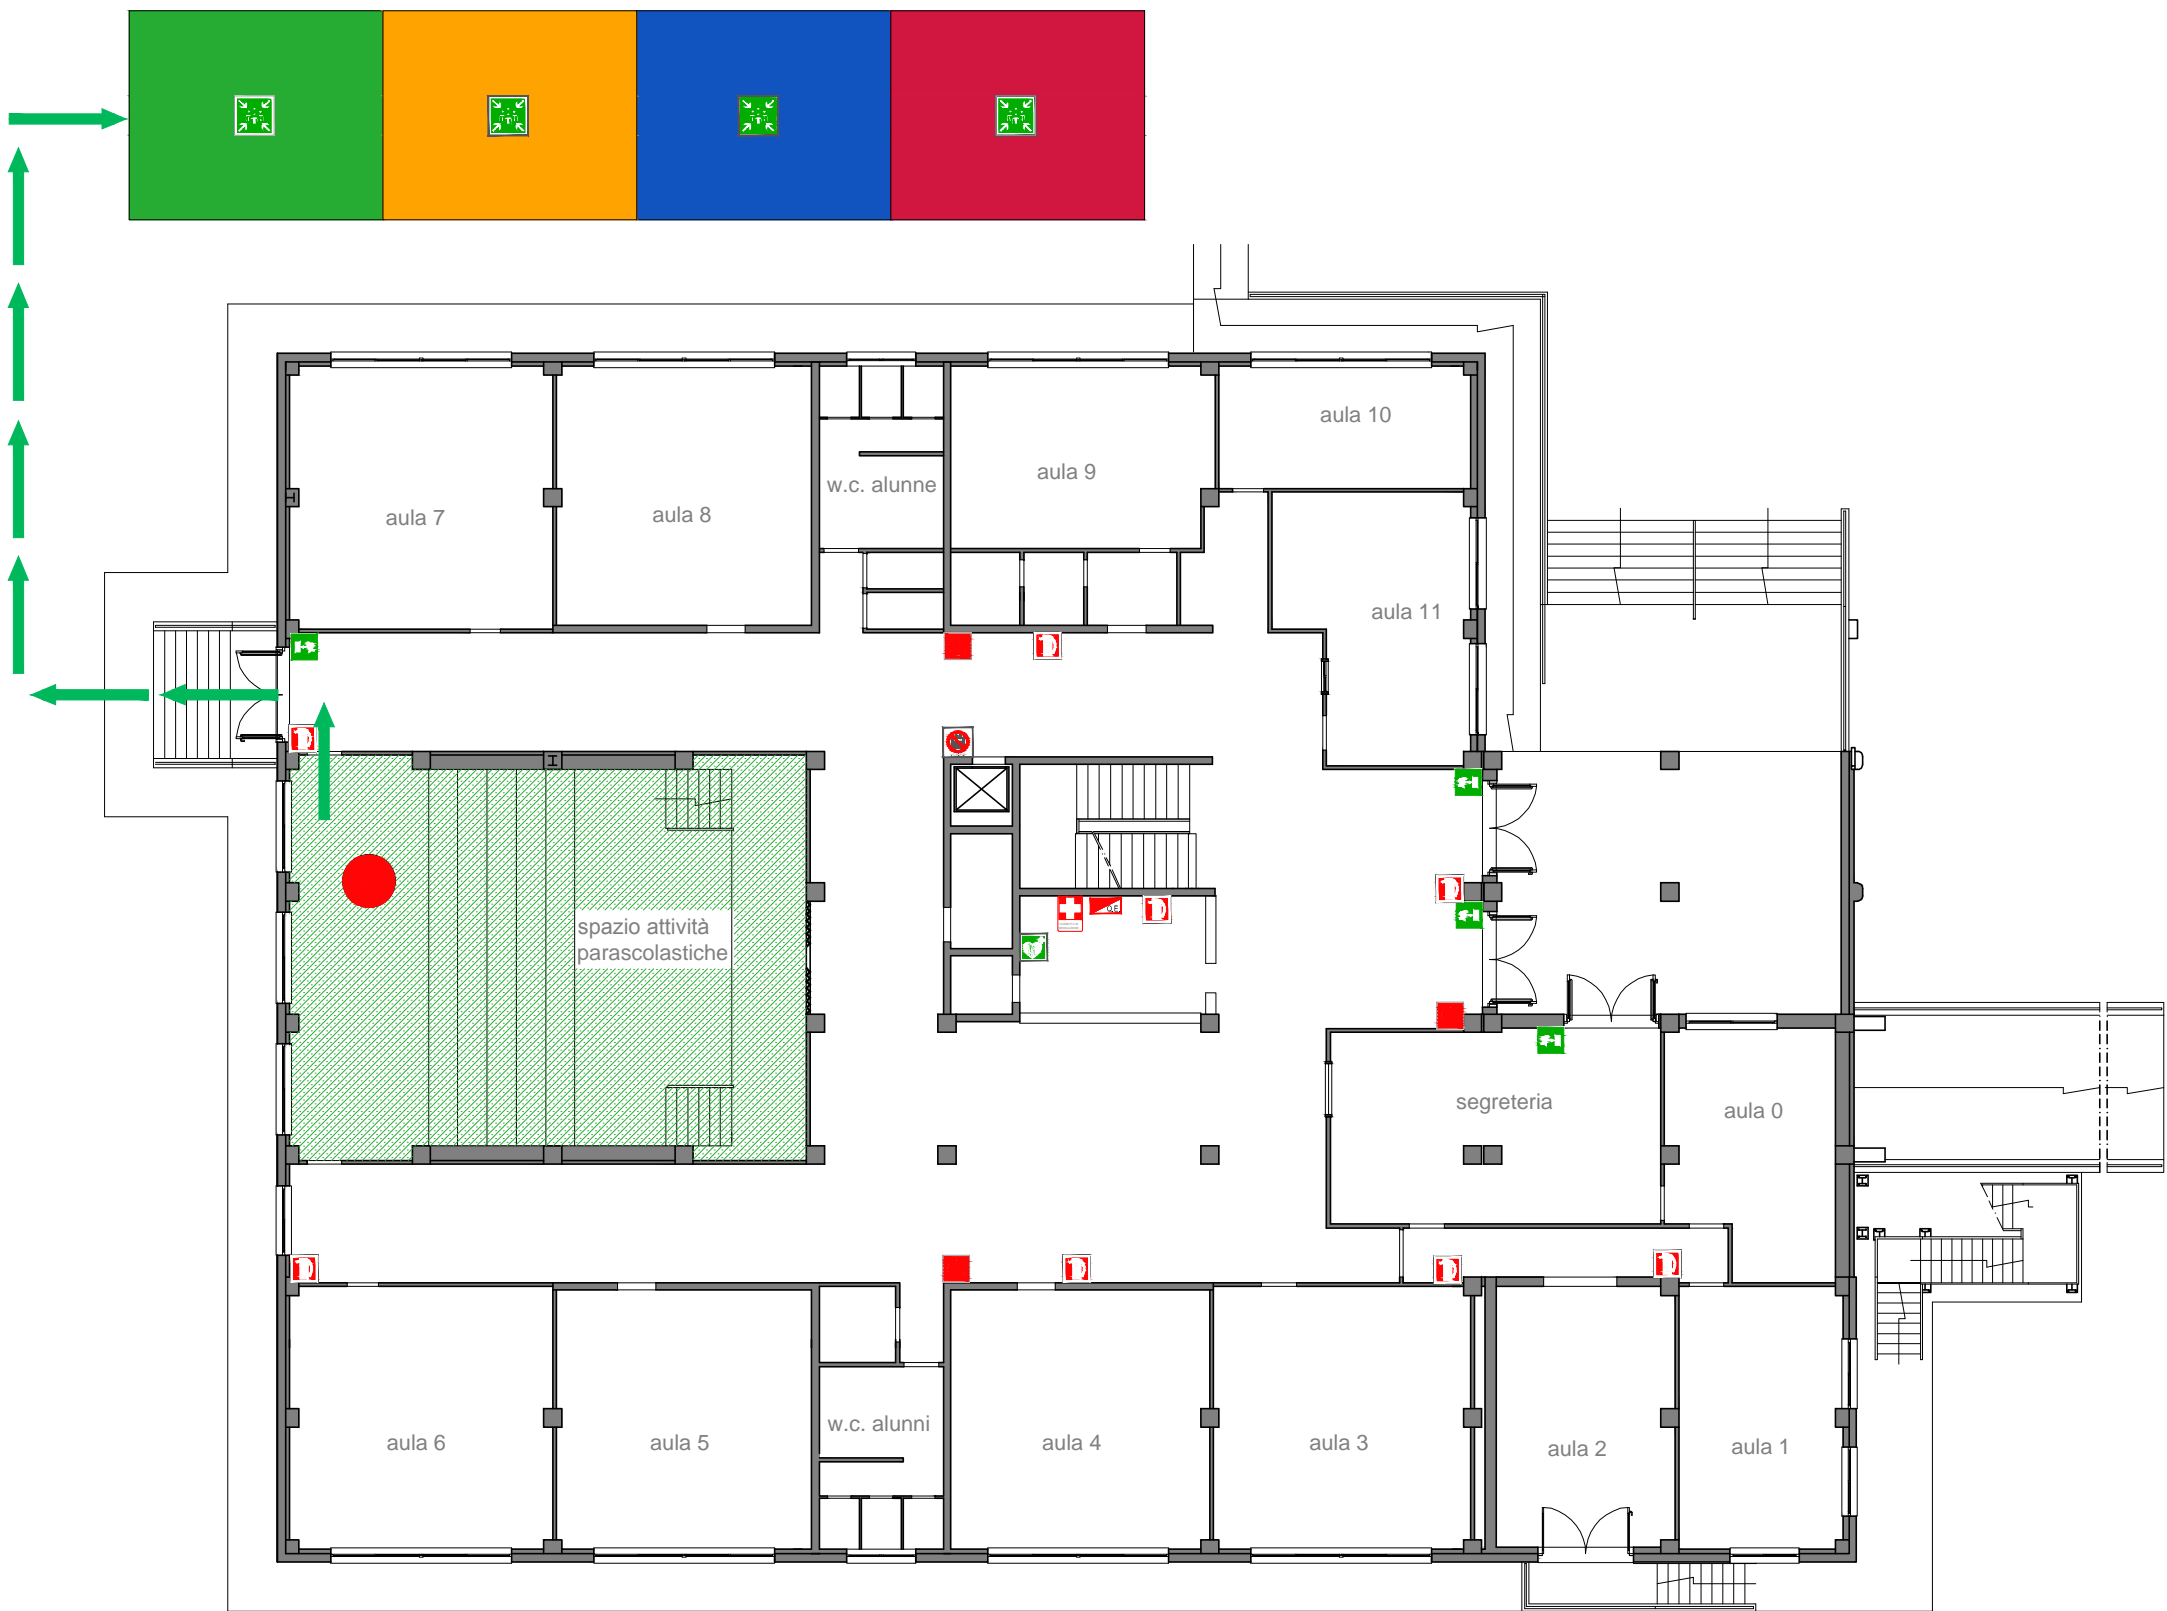 aula 10
aula 9
w.c. alunne
aula 8
aula 7
aula 11
Q.E.
spazio attività
parascolastiche
segreteria
aula 0
w.c. alunni
aula 6
aula 5
aula 4
aula 3
aula 2
aula 1